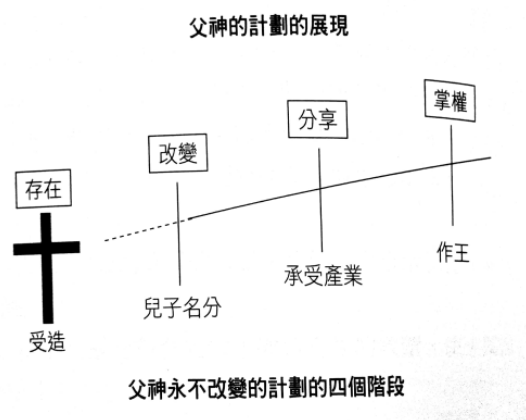 父神的計劃的展現
存在
改變
分享
掌權
受造
兒子名分
承受產業
作王
父神永不改變的計劃的四個階段